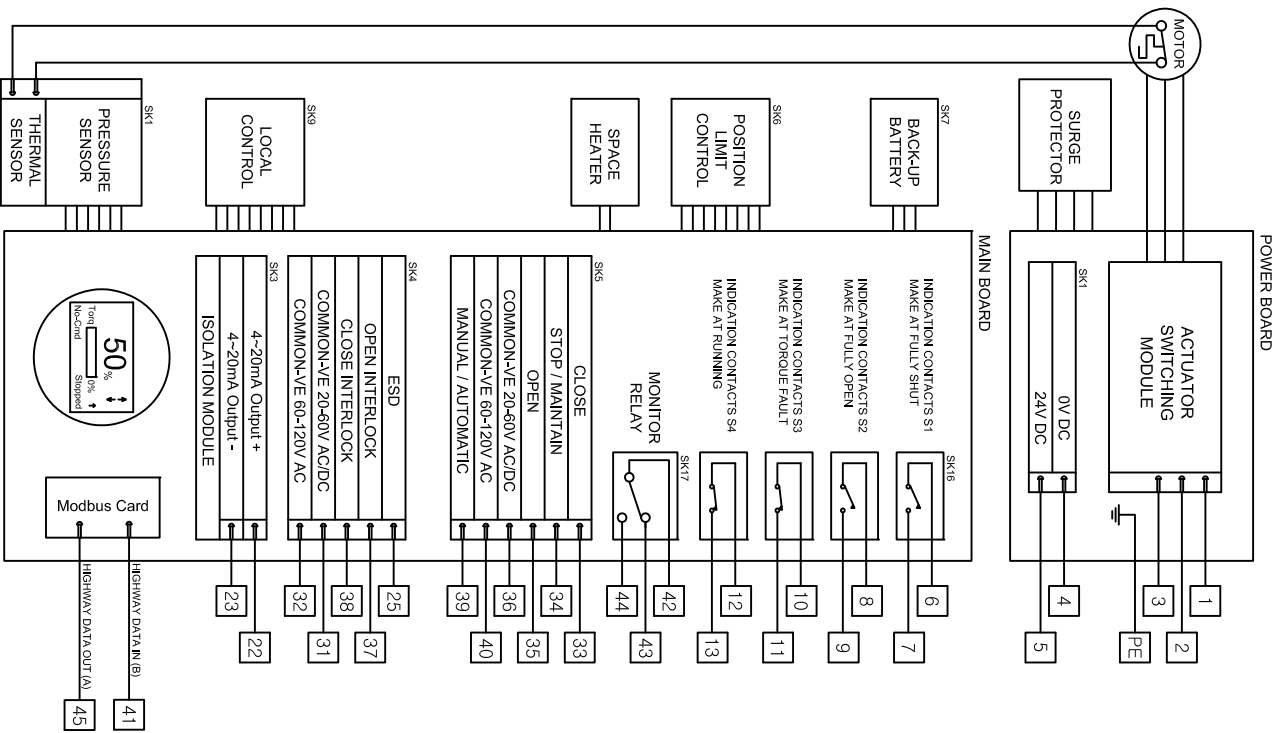 POWER BOARD
MOTOR
SURGE
PROTECTOR
ACTUATOR
SWITCHING
MODULE
1
2
3
PE
SK1
0V DC
24V DC
4
5
MAIN BOARD
SK7
BACK-UP
BATTERY
SK6
POSITION
LIMIT
CONTROL
SPACE
HEATER
SK9
LOCAL
CONTROL
SK1
PRESSURE
SENSOR
THERMAL
SENSOR
INDICATION CONTACTS S1
MAKE AT FULLY SHUT
SK16
6
7
INDICATION CONTACTS S2
MAKE AT FULLY OPEN
8
9
INDICATION CONTACTS S3
MAKE AT TORQUE FAULT
10
11
INDICATION CONTACTS S4
MAKE AT RUNNING
12
13
MONITOR
RELAY
SK17
42
43
44
SK5
CLOSE
33
STOP / MAINTAIN
34
OPEN
35
COMMON-VE 20-60V AC/DC
36
COMMON-VE 60-120V AC
40
MANUAL / AUTOMATIC
39
SK4
ESD
25
OPEN INTERLOCK
37
CLOSE INTERLOCK
38
COMMON-VE 20-60V AC/DC
31
COMMON-VE 60-120V AC
32
SK3
4~20mA Output +
22
4~20mA Output -
23
ISOLATION MODULE
50%
Torq 0%
No-Cmd Stopped
Modbus Card
HIGHWAY DATA IN (B)
41
HIGHWAY DATA OUT (A)
45